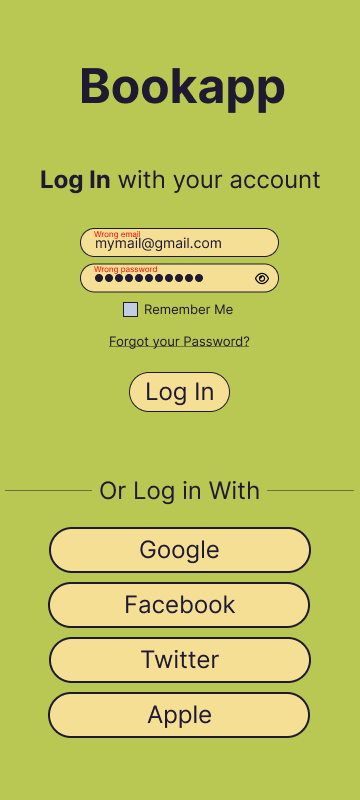 Bookapp
Log In with your account
Wrong email
mymail@gmail.com
Wrong password
Remember Me
Forgot your Password?
Log In
Or Log in With
Google
Facebook
Twitter
Apple